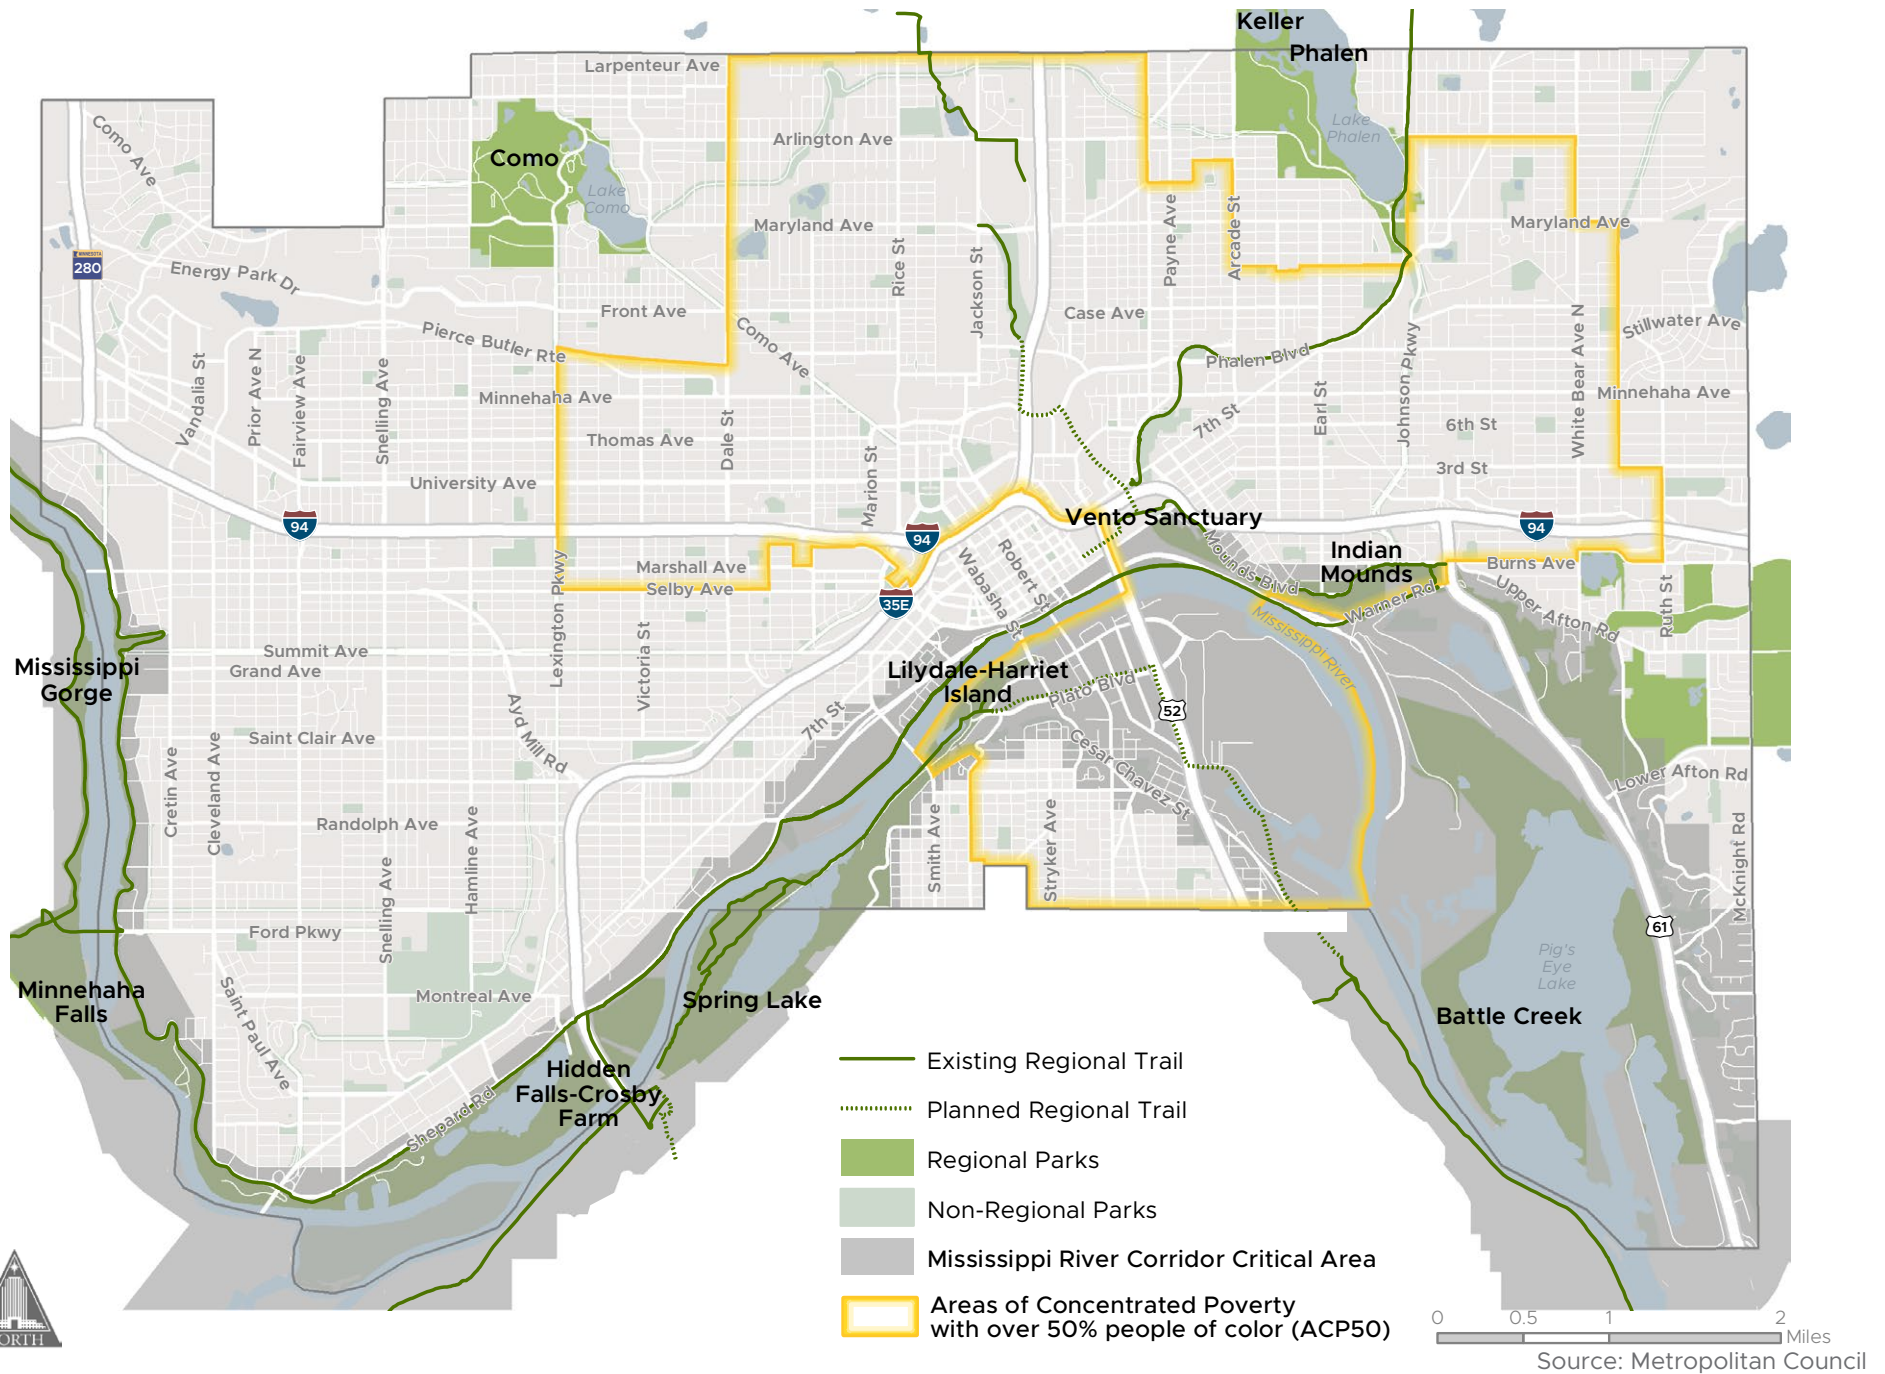 Keller
Phalen
Larpenteur Ave
Como Ave
Arlington Ave
Lake
Phalen
Como
Lake
Como
Maryland Ave
Payne Ave
Arcade St
Maryland Ave
280
Energy Park Dr
Rice St
Jackson St
Front Ave
Case Ave
Stillwater Ave
Pierce Butler Rte
Como Ave
Phalen Blvd
Johnson Pkwy
White Bear Ave N
Vandalia St
Prior Ave N
Fairview Ave
Snelling Ave
Minnehaha Ave
Minnehaha Ave
Earl St
7th St
6th St
Thomas Ave
Dale St
Marion St
3rd St
University Ave
94
94
94
Vento Sanctuary
Mounds Blvd
Indian
Mounds
Burns Ave
Marshall Ave
Selby Ave
Lexington Pkwy
35E
Wabasha St
Robert St
Warner Rd
Upper Afton Rd
Ruth St
Mississippi River
Victoria St
Summit Ave
Grand Ave
Mississippi
Gorge
Lilydale-Harriet
Island
Plato Blvd
52
Ayd Mill Rd
7th St
Saint Clair Ave
Cesar Chavez St
Cretin Ave
Cleveland Ave
Lower Afton Rd
Randolph Ave
Hamline Ave
Smith Ave
Stryker Ave
McKnight Rd
Snelling Ave
Ford Pkwy
61
Pig's
Eye
Lake
Minnehaha
Falls
Saint Paul Ave
Montreal Ave
Spring Lake
Battle Creek
Hidden
Falls-Crosby
Farm
Shepard Rd
Existing Regional Trail
Planned Regional Trail
Regional Parks
Non-Regional Parks
Mississippi River Corridor Critical Area
Areas of Concentrated Poverty
with over 50% people of color (ACP50)
0 0.5 1 2
Miles
Source: Metropolitan Council